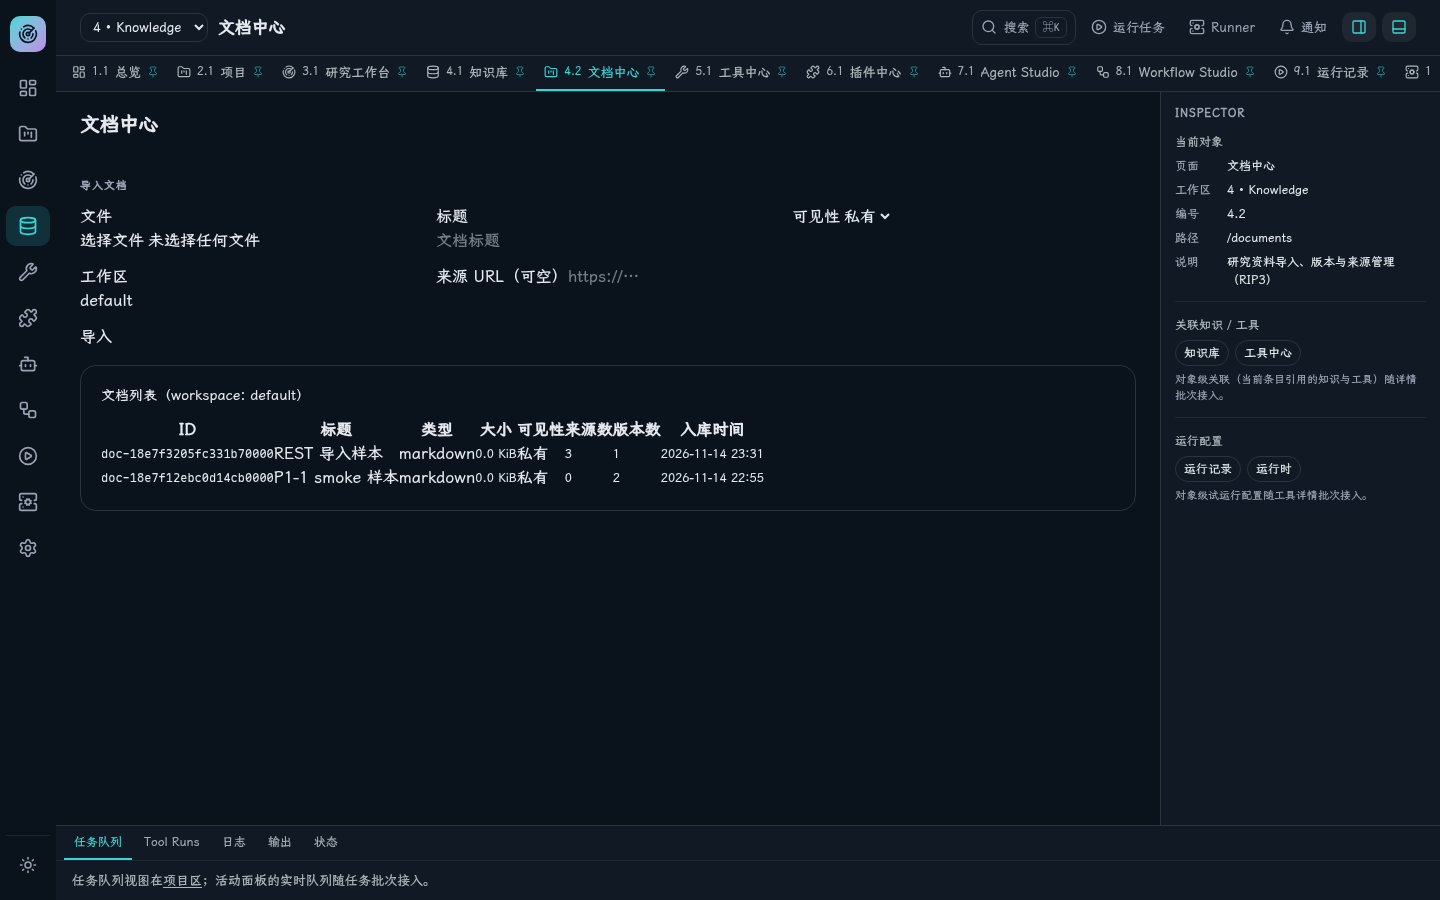 4 • Knowledge 文档中心 搜索 ⌘K 运行任务 Runner 通知
1.1 总览 2.1 项目 3.1 研究工作台 4.1 知识库 4.2 文档中心 5.1 工具中心 6.1 插件中心 7.1 Agent Studio 8.1 Workflow Studio 9.1 运行记录 1
文档中心
导入文档
文件 标题 可见性 私有
选择文件 未选择任何文件 文档标题
工作区 来源 URL（可空） https://…
default
导入
文档列表（workspace: default）
ID 标题 类型 大小 可见性 来源数 版本数 入库时间
doc-18e7f3205fc331b70000 REST 导入样本 markdown 0.0 KiB 私有 3 1 2026-11-14 23:31
doc-18e7f12ebc0d14cb0000 P1-1 smoke 样本 markdown 0.0 KiB 私有 0 2 2026-11-14 22:55
INSPECTOR
当前对象
页面 文档中心
工作区 4 • Knowledge
编号 4.2
路径 /documents
说明 研究资料导入、版本与来源管理
（RIP3）
关联知识 / 工具
知识库 工具中心
对象级关联（当前条目引用的知识与工具）随详情
批次接入。
运行配置
运行记录 运行时
对象级试运行配置随工具详情批次接入。
任务队列 Tool Runs 日志 输出 状态
任务队列视图在项目区；活动面板的实时队列随任务批次接入。